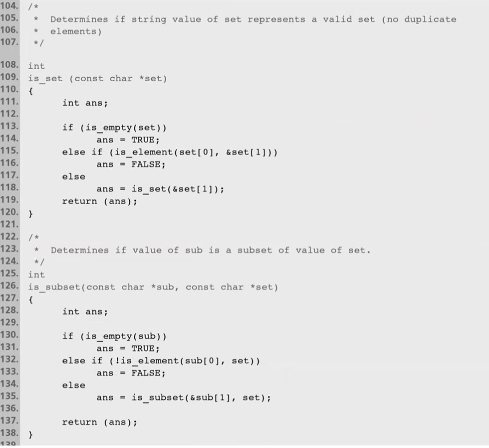 104. /*
105.  *  Determines if string value of set represents a valid set (no duplicate
106.  *  elements)
107.  */
108. int
109. is_set (const char *set)
110. {
111.       int ans;
112.
113.       if (is_empty(set))
114.             ans = TRUE;
115.       else if (is_element(set[0], &set[1]))
116.             ans = FALSE;
117.       else
118.             ans = is_set(&set[1]);
119.       return (ans);
120. }
121.
122. /*
123.  *  Determines if value of sub is a subset of value of set.
124.  */
125. int
126. is_subset(const char *sub, const char *set)
127. {
128.       int ans;
129.
130.       if (is_empty(sub))
131.             ans = TRUE;
132.       else if (!is_element(sub[0], set))
133.             ans = FALSE;
134.       else
135.             ans = is_subset(&sub[1], set);
136.
137.       return (ans);
138. }
139.